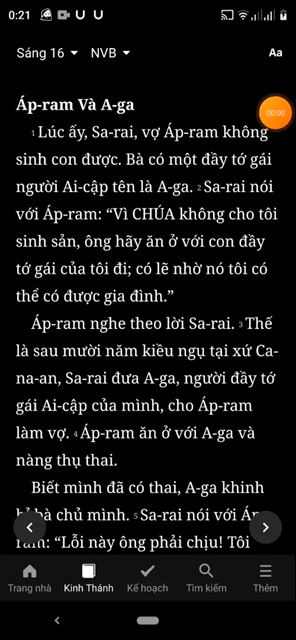 0:21
Sáng 16 NVB Aa
Áp-ram Và A-ga
00:00
1 Lúc ấy, Sa-rai, vợ Áp-ram không
sinh con được. Bà có một đầy tớ gái
người Ai-cập tên là A-ga. 2 Sa-rai nói
với Áp-ram: “Vì CHÚA không cho tôi
sinh sản, ông hãy ăn ở với con đầy
tớ gái của tôi đi; có lẽ nhờ nó tôi có
thể có được gia đình.”
Áp-ram nghe theo lời Sa-rai. 3 Thế
là sau mười năm kiều ngụ tại xứ Ca-
na-an, Sa-rai đưa A-ga, người đầy tớ
gái Ai-cập của mình, cho Áp-ram
làm vợ. 4 Áp-ram ăn ở với A-ga và
nàng thụ thai.
Biết mình đã có thai, A-ga khinh
bà chủ mình. 5 Sa-rai nói với Áp-
ram: “Lỗi này ông phải chịu! Tôi
Trang nhà Kinh Thánh Kế hoạch Tìm kiếm Thêm